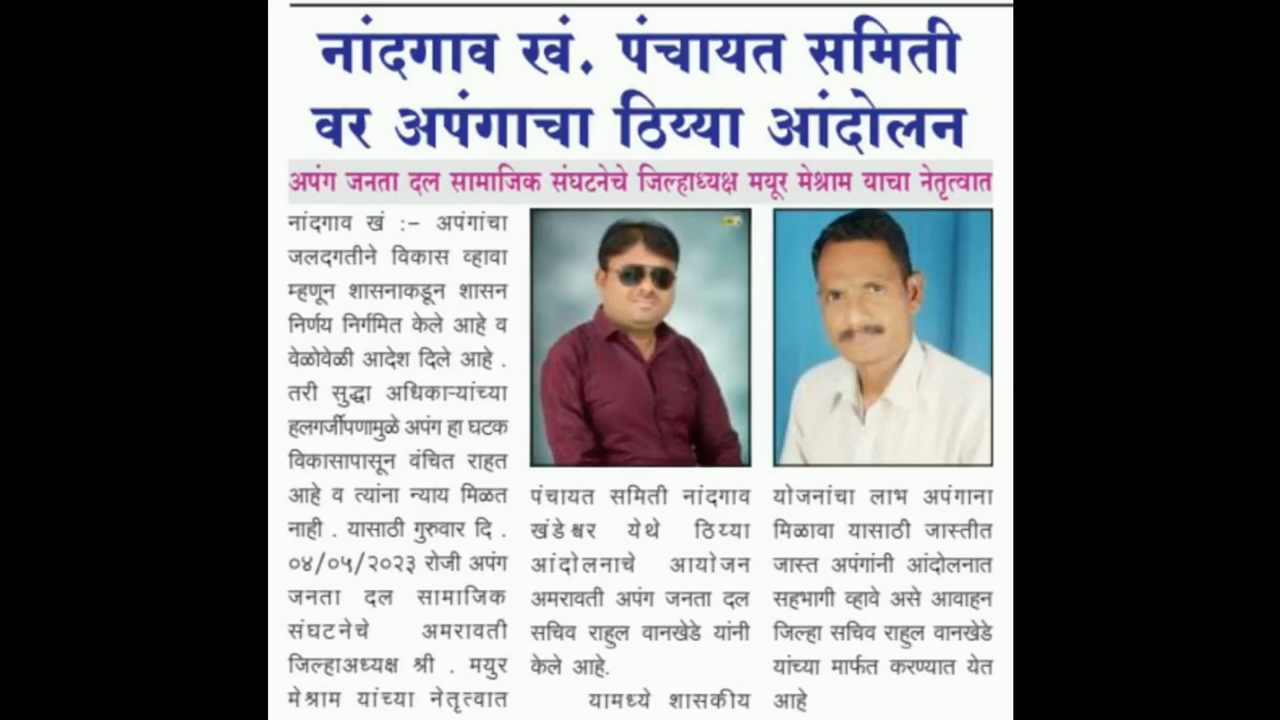 नांदगाव खं. पंचायत समिती
वर अपंगाचा ठिय्या आंदोलन
अपंग जनता दल सामाजिक संघटनेचे जिल्हाध्यक्ष मयूर मेश्राम याचा नेतृत्वात
नांदगाव खं :– अपंगांचा
जलदगतीने विकास व्हावा
म्हणून शासनाकडून शासन
निर्णय निर्गमित केले आहे व
वेळोवेळी आदेश दिले आहे .
तरी सुद्धा अधिकाऱ्यांच्या
हलगर्जीपणामुळे अपंग हा घटक
विकासापासून वंचित राहत
आहे व त्यांना न्याय मिळत
नाही . यासाठी गुरुवार दि .
०४/०५/२०२३ रोजी अपंग
जनता दल सामाजिक
संघटनेचे अमरावती
जिल्हाअध्यक्ष श्री . मयुर
मेश्राम यांच्या नेतृत्वात
पंचायत समिती नांदगाव
खंडेश्वर येथे ठिय्या
आंदोलनाचे आयोजन
अमरावती अपंग जनता दल
सचिव राहुल वानखेडे यांनी
केले आहे.
यामध्ये शासकीय
योजनांचा लाभ अपंगाना
मिळावा यासाठी जास्तीत
जास्त अपंगांनी आंदोलनात
सहभागी व्हावे असे आवाहन
जिल्हा सचिव राहुल वानखेडे
यांच्या मार्फत करण्यात येत
आहे